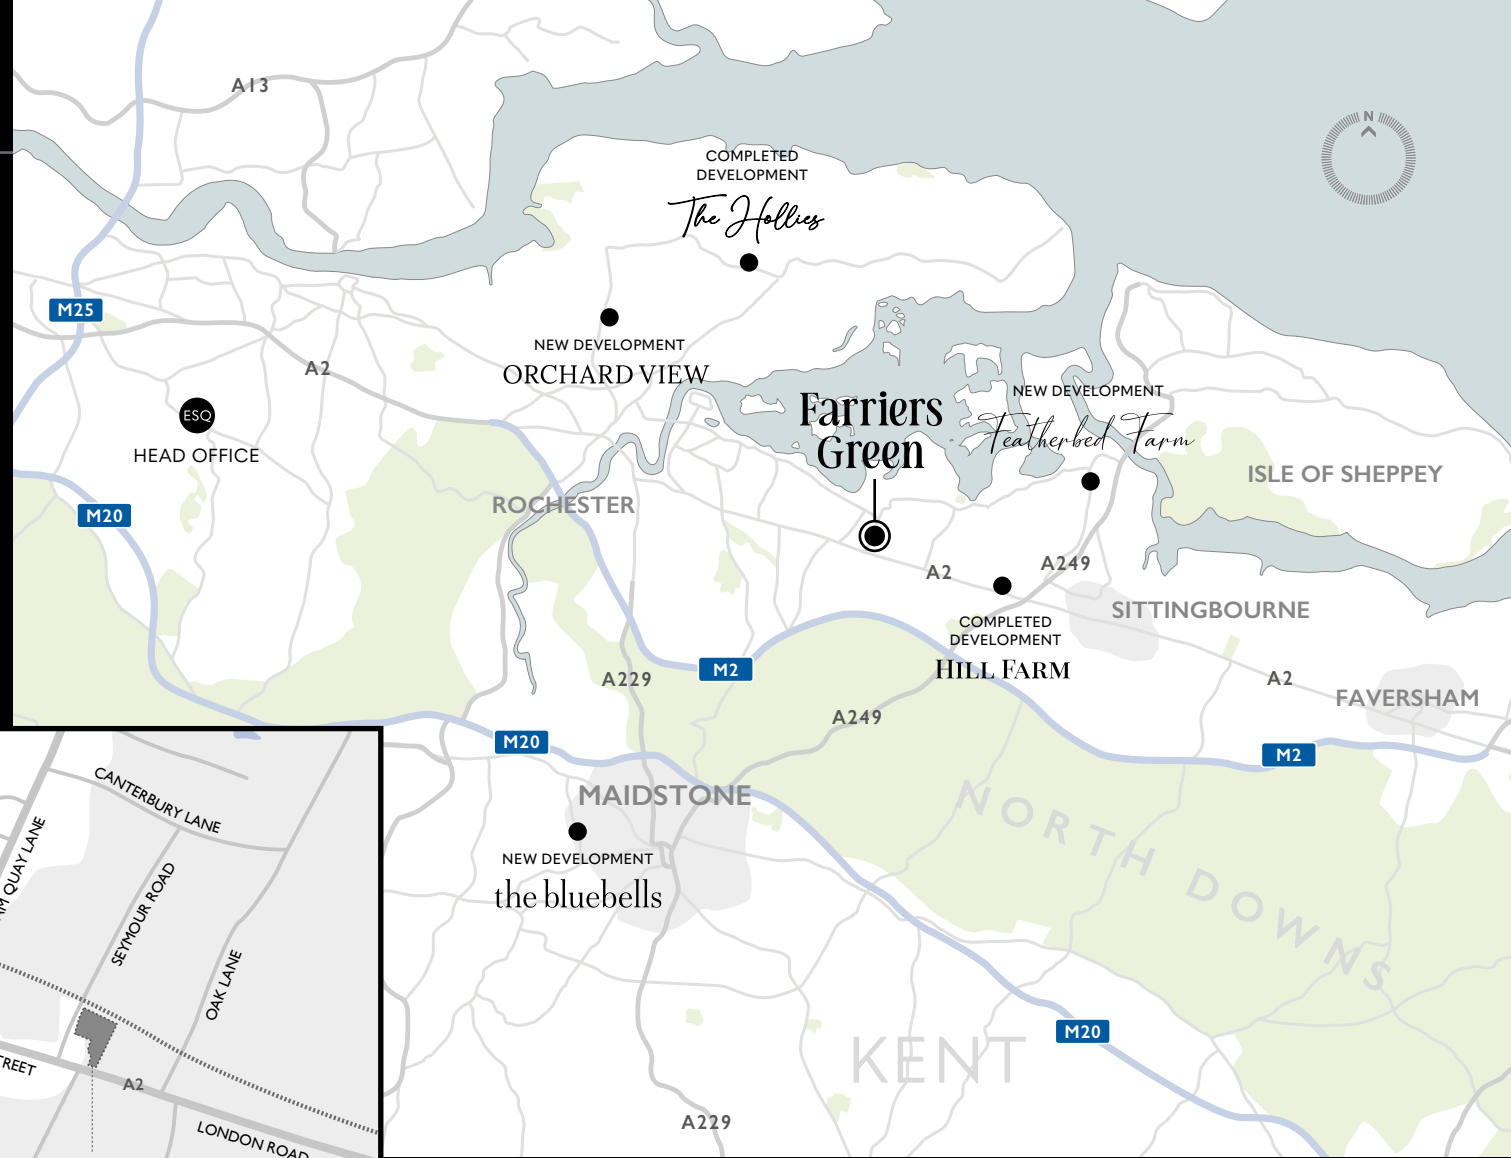 A13
N
COMPLETED
DEVELOPMENT
The Hollies
M25
NEW DEVELOPMENT
ORCHARD VIEW
A2
ESQ
HEAD OFFICE
Farriers
Green
NEW DEVELOPMENT
Featherbed Farm
ISLE OF SHEPPEY
M20
ROCHESTER
A2
A249
SITTINGBOURNE
COMPLETED
DEVELOPMENT
HILL FARM
M2
A229
A249
A2
FAVERSHAM
M20
M2
MAIDSTONE
NEW DEVELOPMENT
the bluebells
NORTH DOWNS
KENT
M20
A229
CANTERBURY LANE
QUAY LANE
SEYMOUR ROAD
OAK LANE
A2
LONDON ROAD